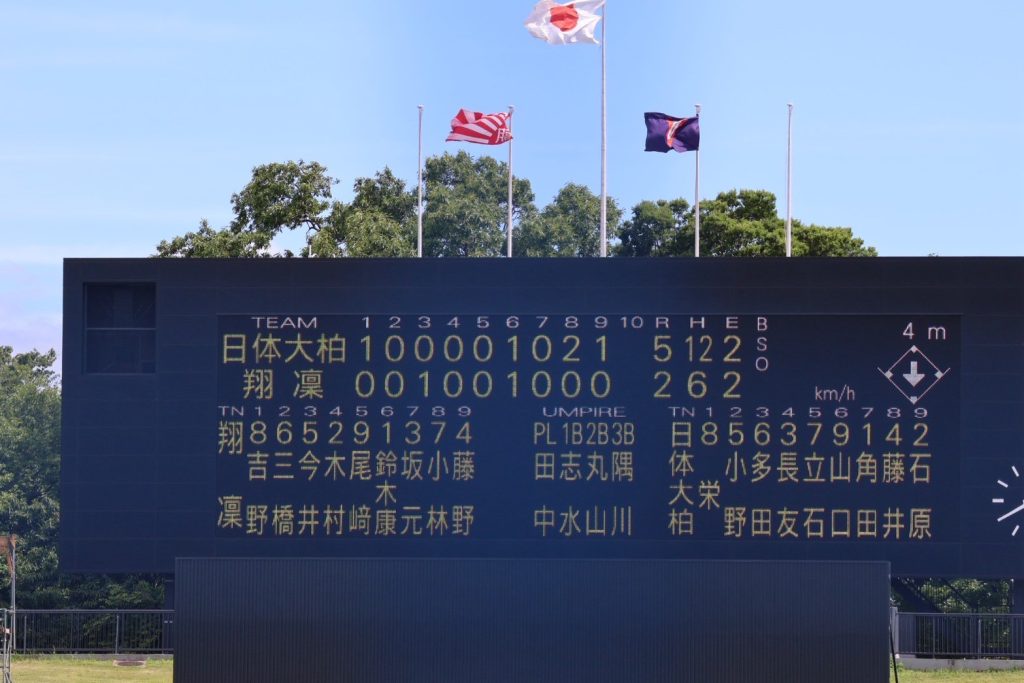 TEAM 1 2 3 4 5 6 7 8 9 10 R H E B
日体大柏 1 0 0 0 0 1 0 2 1 5 12 2 S
翔凜 0 0 1 0 0 1 0 0 0 2 6 2 O
4 m
km/h
TN 1 2 3 4 5 6 7 8 9
翔凜 8 6 5 2 9 1 3 7 4
吉野 三橋 今井 木村 尾﨑 鈴木康 坂元 小林 藤野
UMPIRE
PL 1B 2B 3B
田中 志水 丸山 隅川
TN 1 2 3 4 5 6 7 8 9
日体大柏 8 5 6 3 7 9 1 4 2
栄 小野 多田 長友 立石 山口 角田 藤井 石原